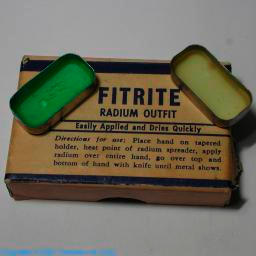 FITRITE
RADIUM OUTFIT
Easily Applied and Dries Quickly
Directions for use: Place hand on tapered
holder, heat point of radium spreader, apply
radium over entire hand, go over top and
bottom of hand with knife until metal shows.